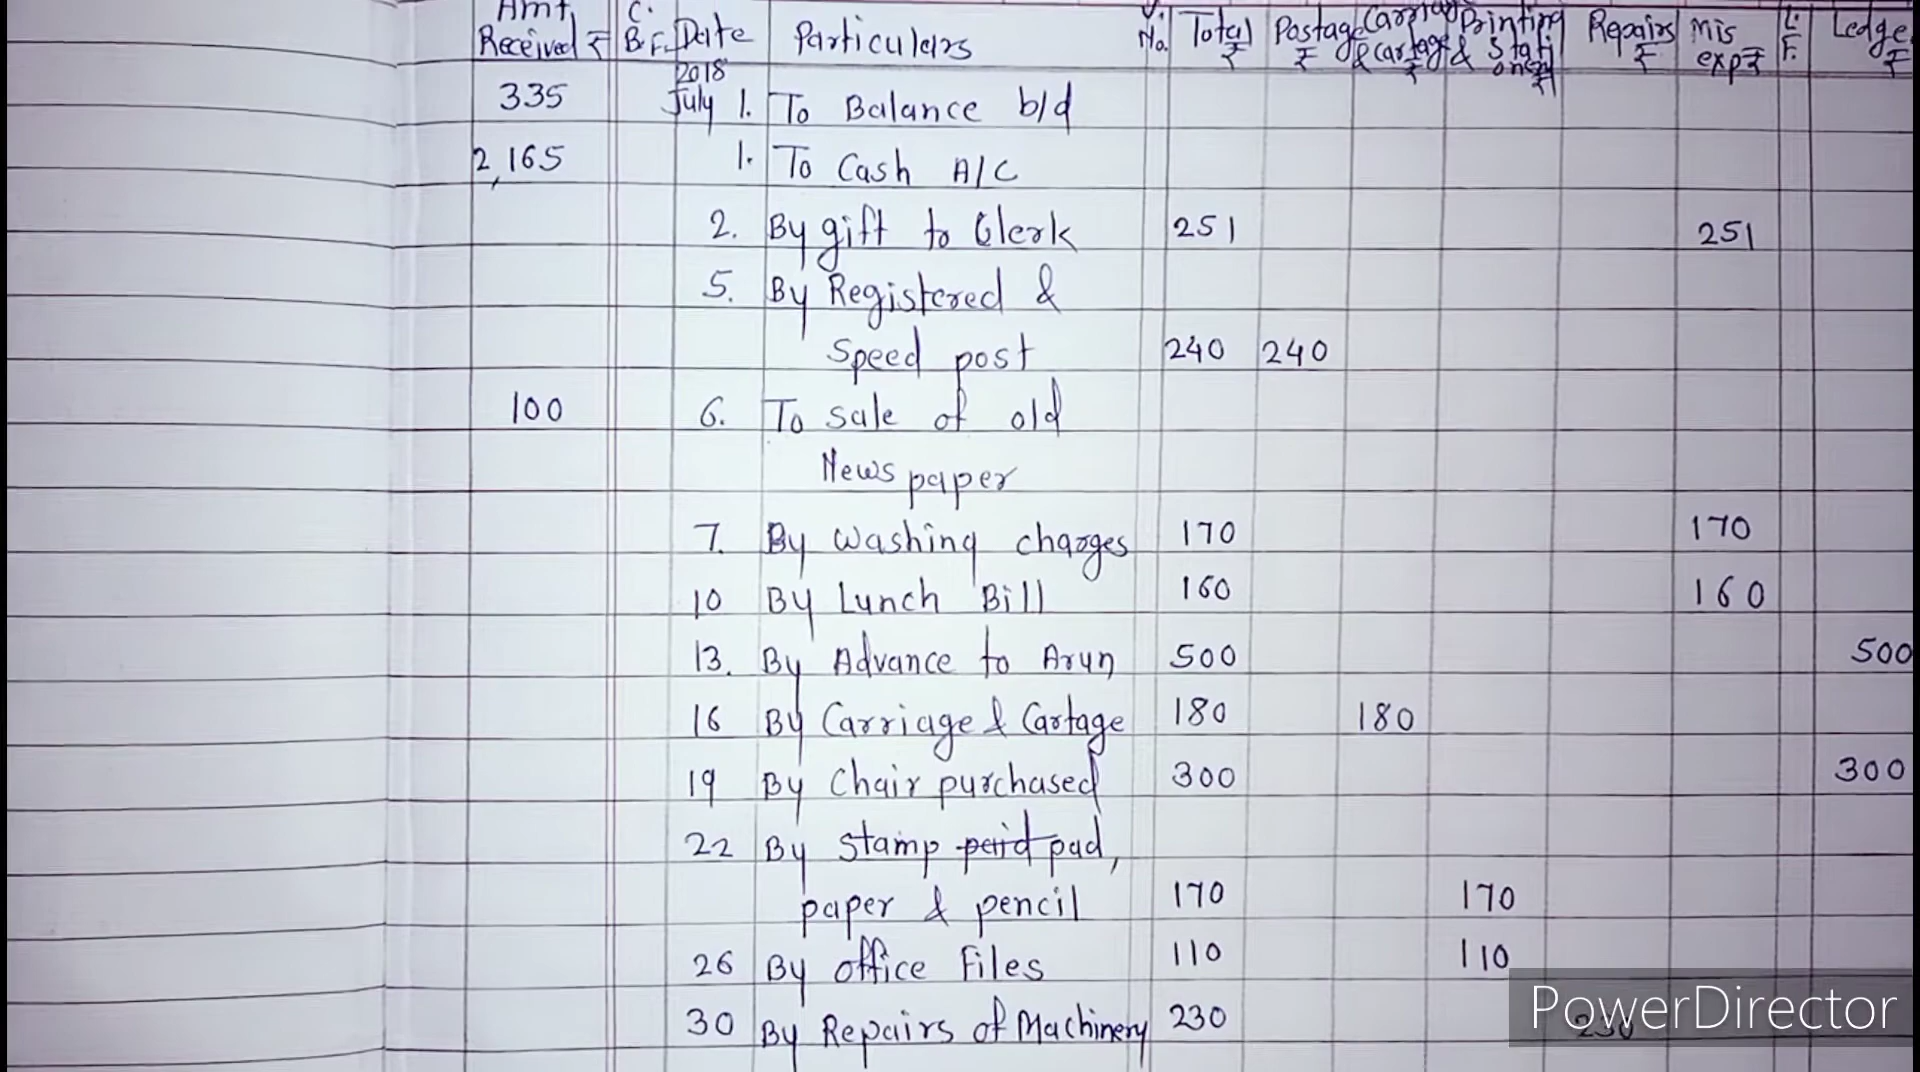 Amt. Received ₹ C.B.F. Date Particulars V.No. Total ₹ Postage ₹ Carriage & cartage ₹ Printing & Stationery ₹ Repairs ₹ Mis exp ₹ L.F. Ledge ₹
2018
335 July 1. To Balance b/d
2,165 1. To Cash A/C
2. By gift to Clerk 251 251
5. By Registered &
Speed post 240 240
100 6. To sale of old
News paper
7. By washing charges 170 170
10 By Lunch Bill 160 160
13. By Advance to Arun 500 500
16 By Carriage & Cartage 180 180
19 By Chair purchased 300 300
22 By stamp paid pad,
paper & pencil 170 170
26 By office Files 110 110
30 By Repairs of Machinery 230 230
PowerDirector